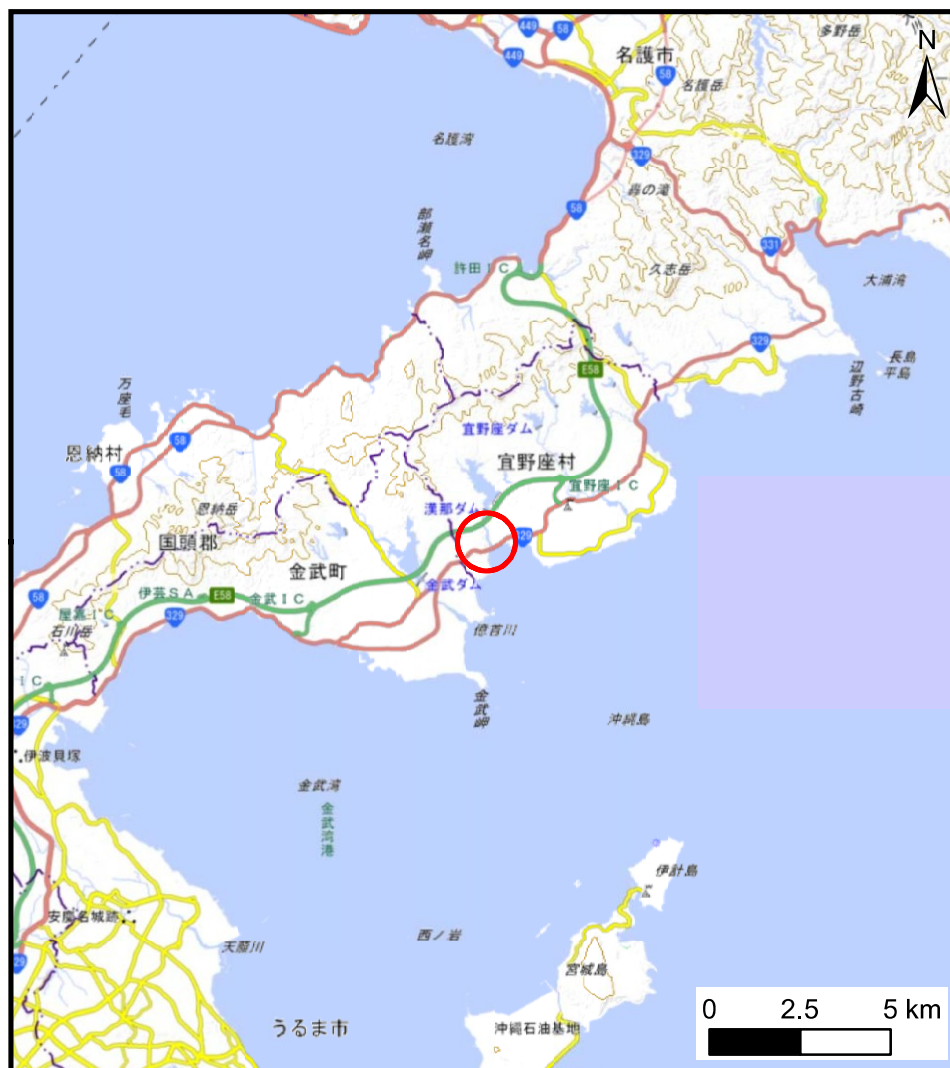 449
58
449
多野岳
N
名護市
58
名護岳
名護湾
329
轟の滝
58
部瀬名岬
331
許田IC
久志岳
100
大浦湾
329
長島
平島
辺野古崎
E58
万座毛
宜野座ダム
58
恩納村
58
宜野座村
宜野座IC
恩納岳
漢那ダム
329
国頭郡
金武町
金武ダム
伊芸SA
E58
金武IC
58
屋嘉IC
329
石川岳
億首川
IC
金武岬
沖縄島
329
伊波貝塚
金武湾
金武湾港
伊計島
安慶名城跡
西ノ岩
天願川
329
宮城島
0 2.5 5 km
うるま市
沖縄石油基地